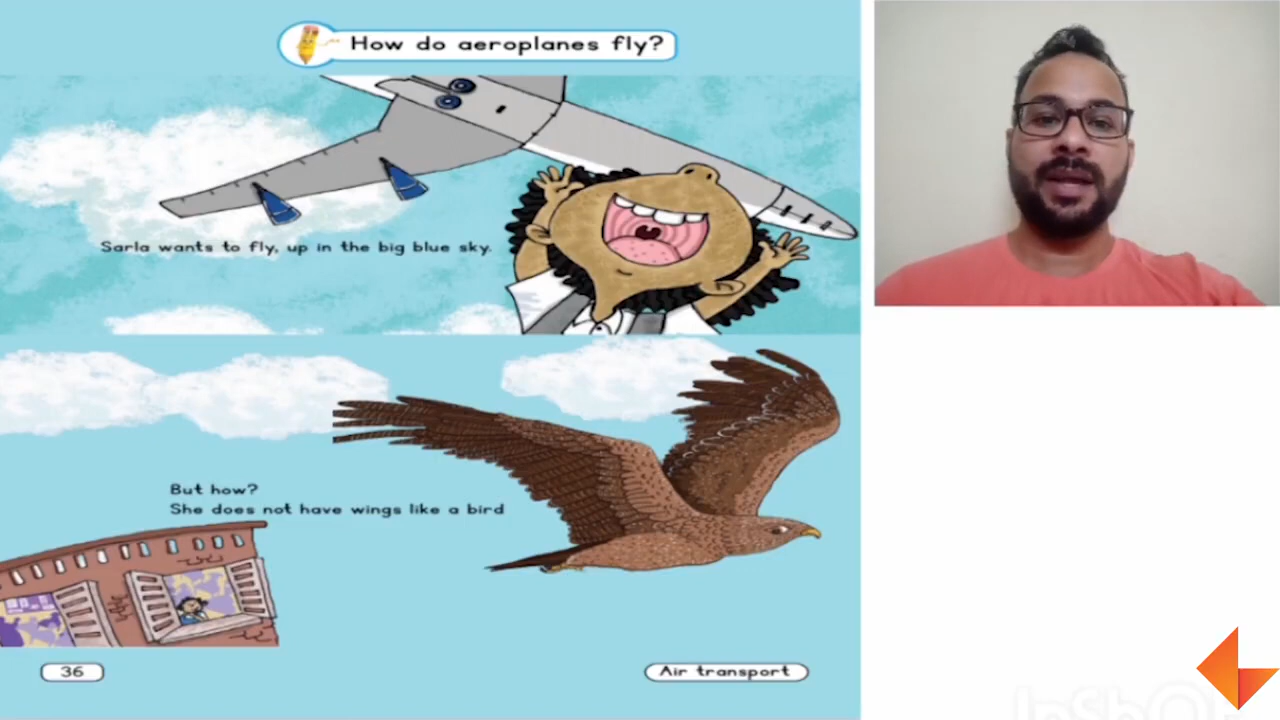 How do aeroplanes fly?
Sarla wants to fly, up in the big blue sky.
But how?
She does not have wings like a bird
36
Air transport
InShOt